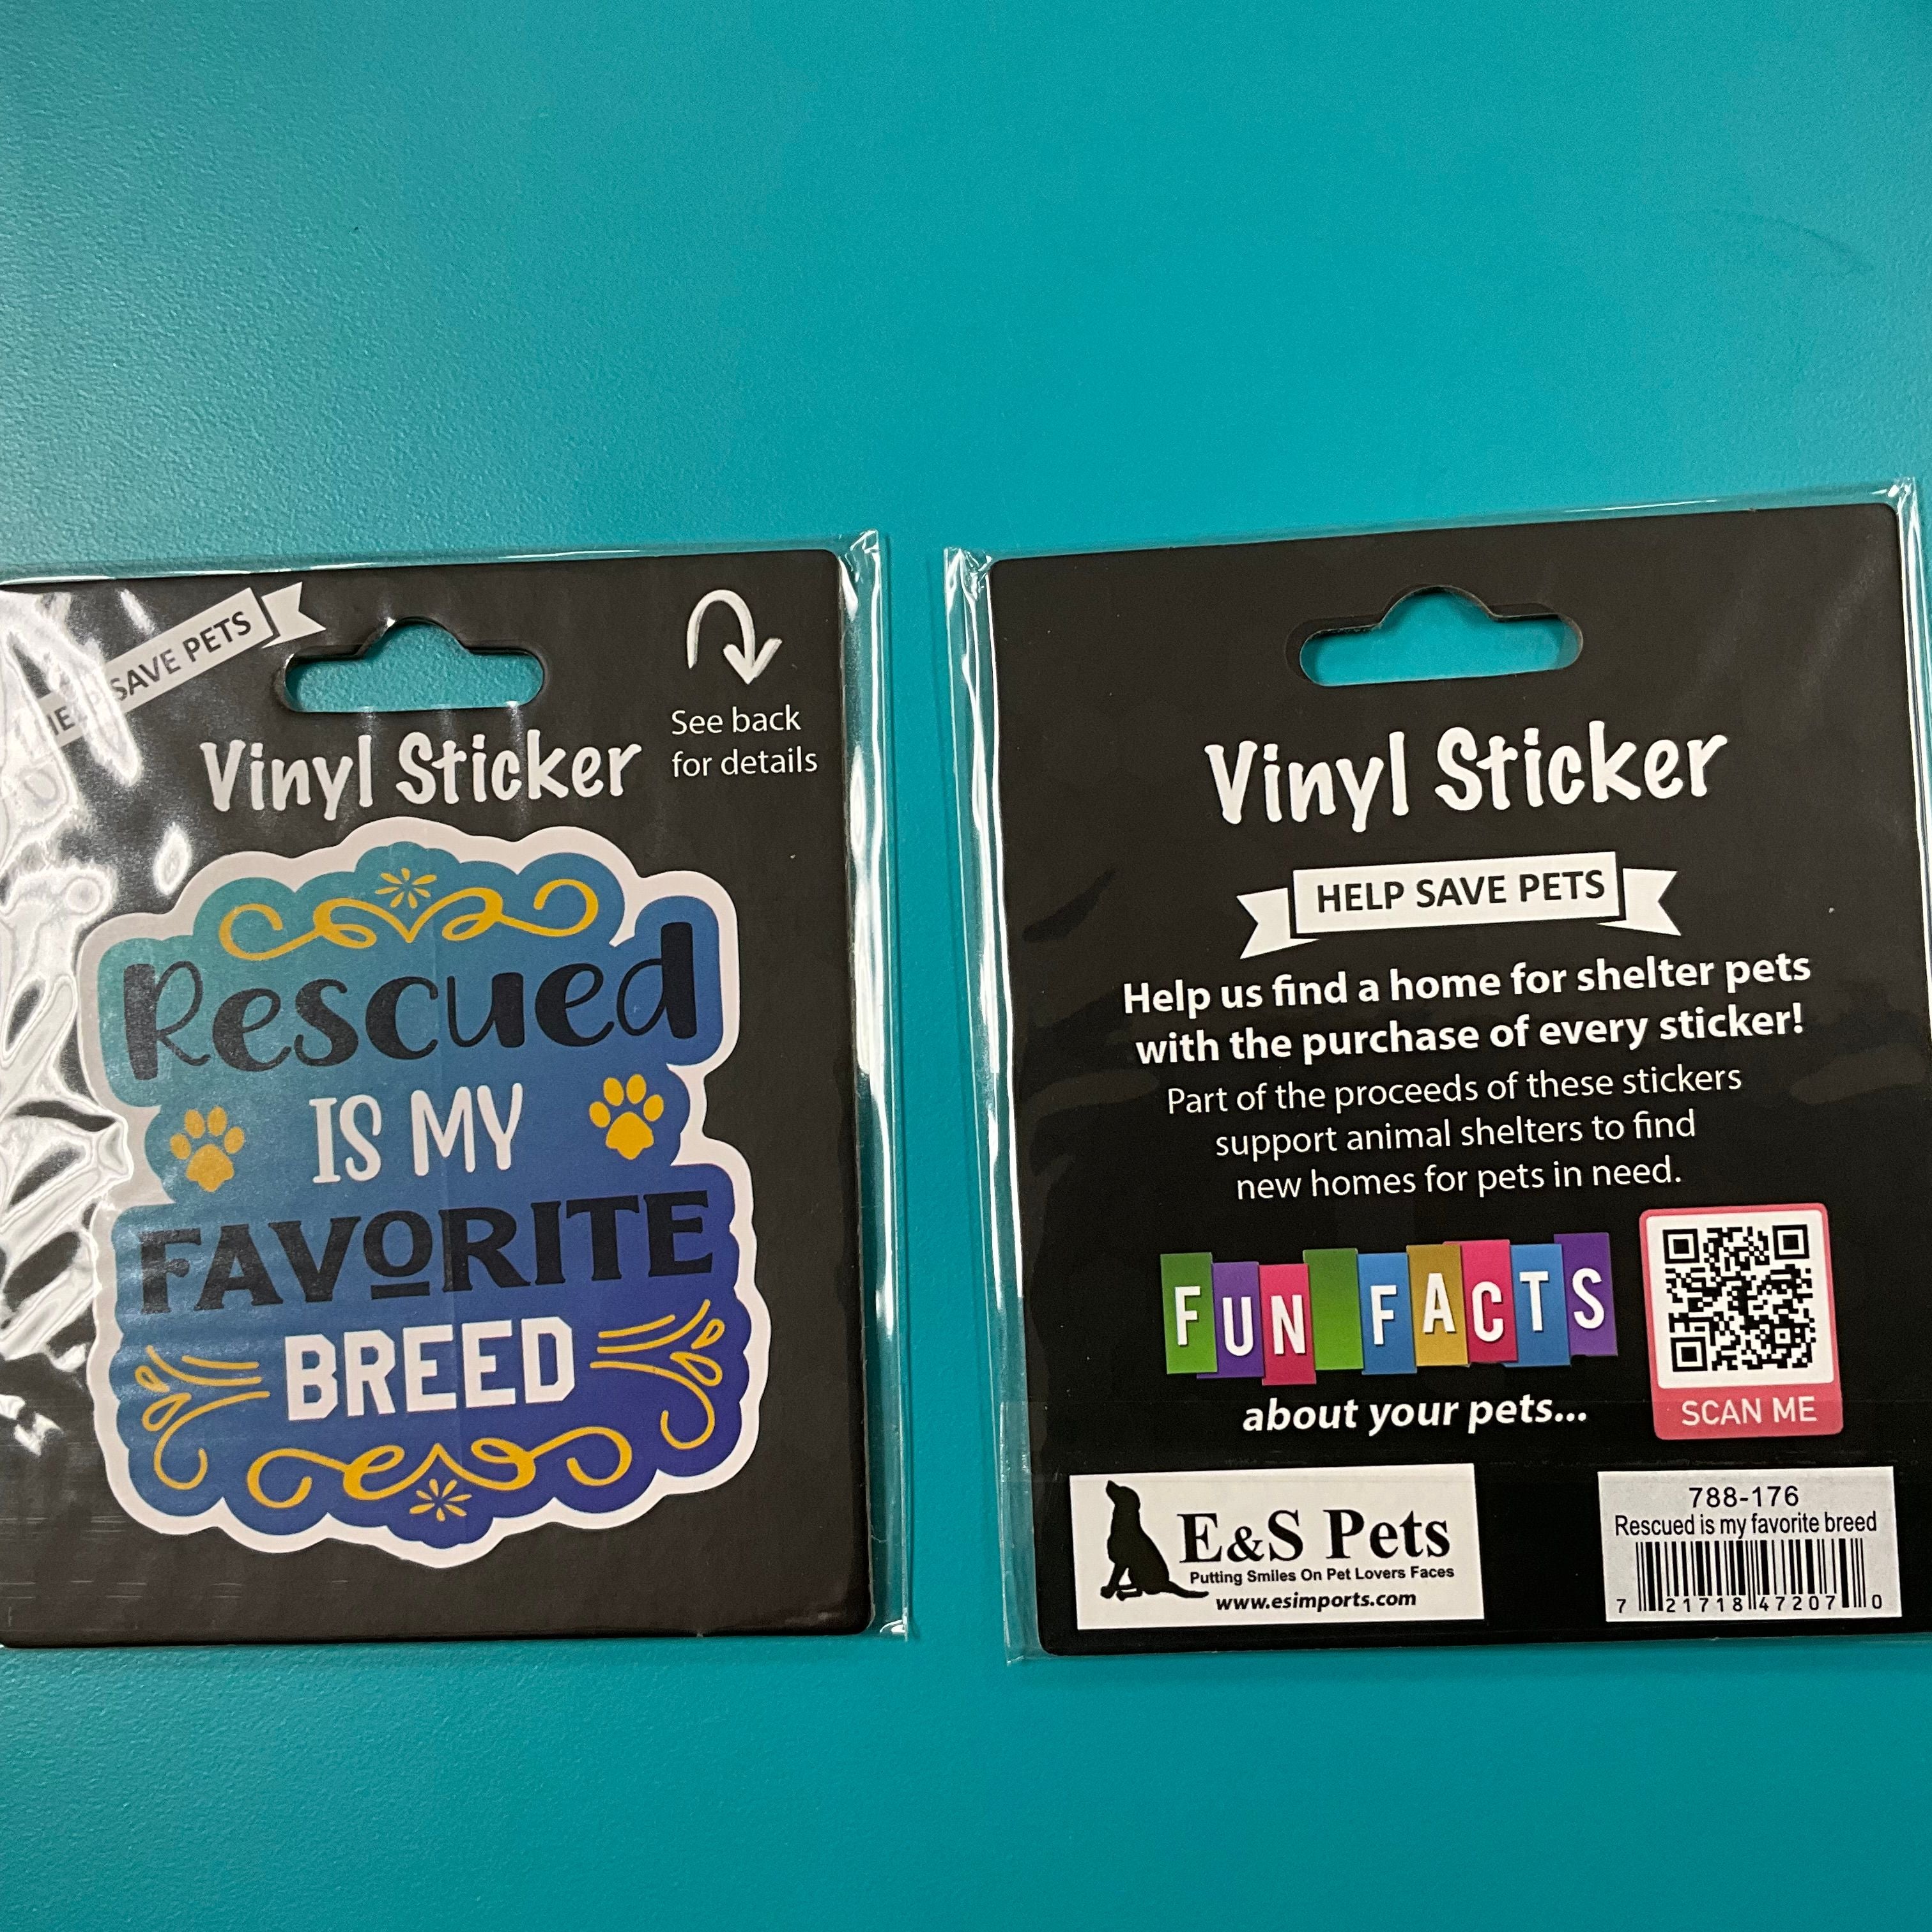 HELP SAVE PETS
See back
for details
Vinyl Sticker
Rescued
IS MY
FAVORITE
BREED
Vinyl Sticker
HELP SAVE PETS
Help us find a home for shelter pets
with the purchase of every sticker!
Part of the proceeds of these stickers
support animal shelters to find
new homes for pets in need.
FUN FACTS
about your pets...
SCAN ME
E&S Pets
Putting Smiles On Pet Lovers Faces
www.esimports.com
788-176
Rescued is my favorite breed
7 21718 47207 0